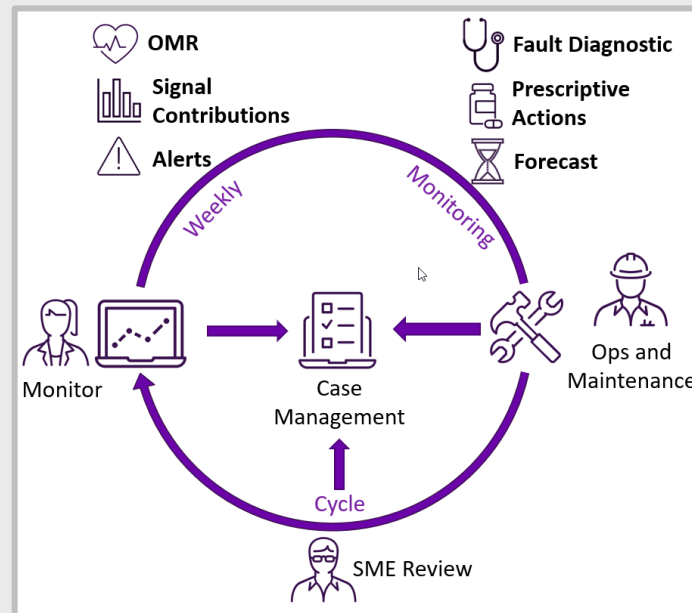 OMR
Signal
Contributions
Alerts
Fault Diagnostic
Prescriptive
Actions
Forecast
Weekly
Monitoring
Monitor
Case
Management
Ops and
Maintenance
Cycle
SME Review